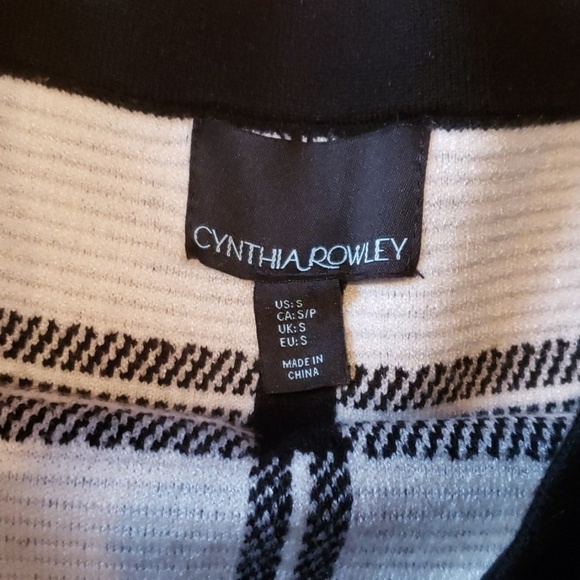 CYNTHIA ROWLEY
US: S
CA: S/P
UK: S
EU: S
MADE IN
CHINA